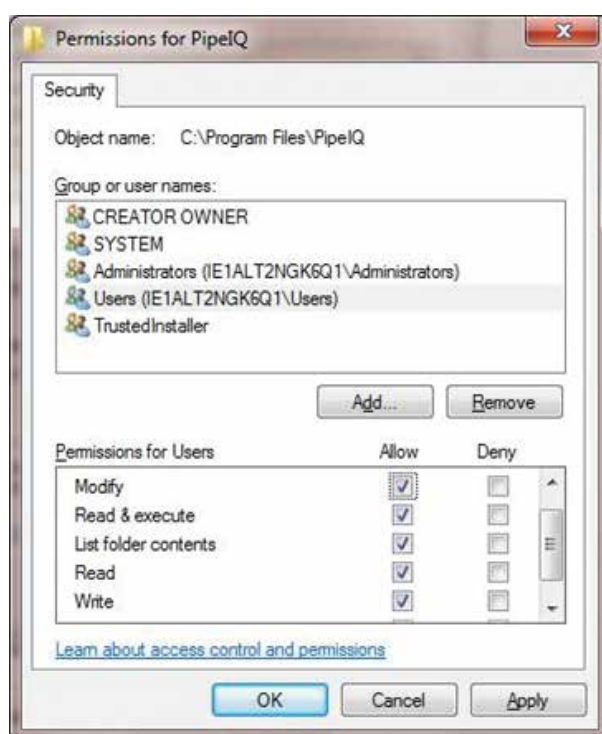 Permissions for PipeIQ
Security
Object name: C:\Program Files\PipeIQ
Group or user names:
CREATOR OWNER
SYSTEM
Administrators (IE1ALT2NGK6Q1\Administrators)
Users (IE1ALT2NGK6Q1\Users)
TrustedInstaller
Add... Remove
Permissions for Users Allow Deny
Modify
Read & execute
List folder contents
Read
Write
Learn about access control and permissions
OK Cancel Apply